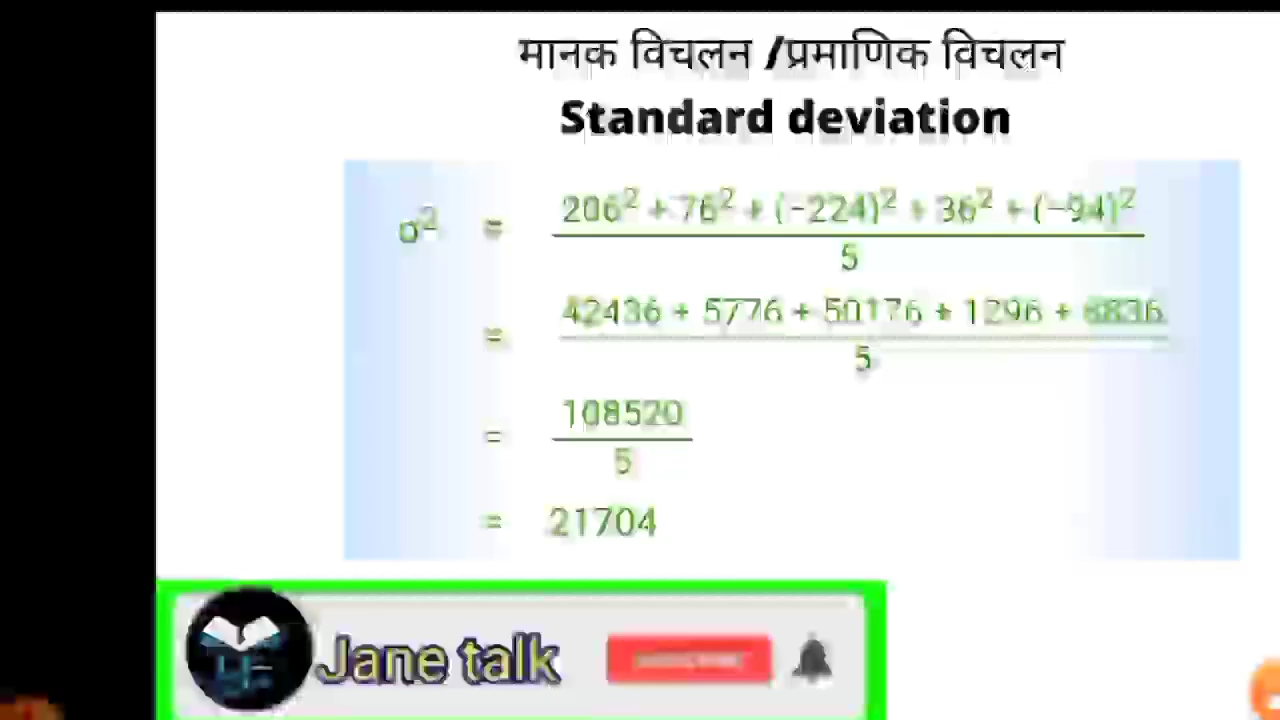 मानक विचलन /प्रमाणिक विचलन
Standard deviation
σ² = 206² + 76² + (−224)² + 36² + (−94)²
5
= 42436 + 5776 + 50176 + 1296 + 8836
5
= 108520
5
= 21704
Jane talk